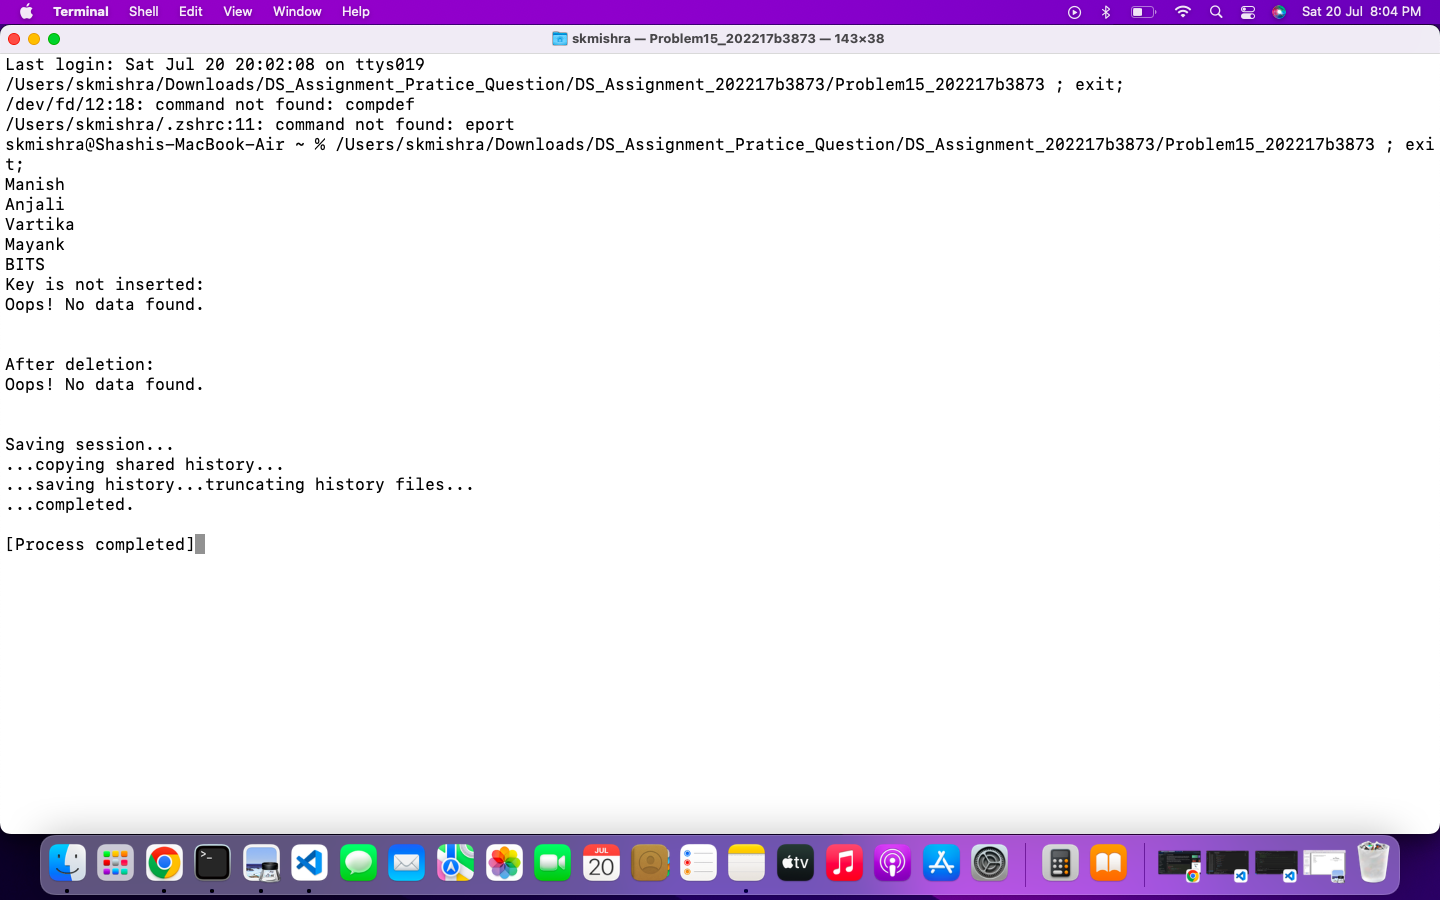 Terminal Shell Edit View Window Help Sat 20 Jul 8:04 PM
skmishra — Problem15_202217b3873 — 143×38
Last login: Sat Jul 20 20:02:08 on ttys019
/Users/skmishra/Downloads/DS_Assignment_Pratice_Question/DS_Assignment_202217b3873/Problem15_202217b3873 ; exit;
/dev/fd/12:18: command not found: compdef
/Users/skmishra/.zshrc:11: command not found: eport
skmishra@Shashis-MacBook-Air ~ % /Users/skmishra/Downloads/DS_Assignment_Pratice_Question/DS_Assignment_202217b3873/Problem15_202217b3873 ; exi
t;
Manish
Anjali
Vartika
Mayank
BITS
Key is not inserted:
Oops! No data found.
After deletion:
Oops! No data found.
Saving session...
...copying shared history...
...saving history...truncating history files...
...completed.
[Process completed]
>_ JUL tv
20